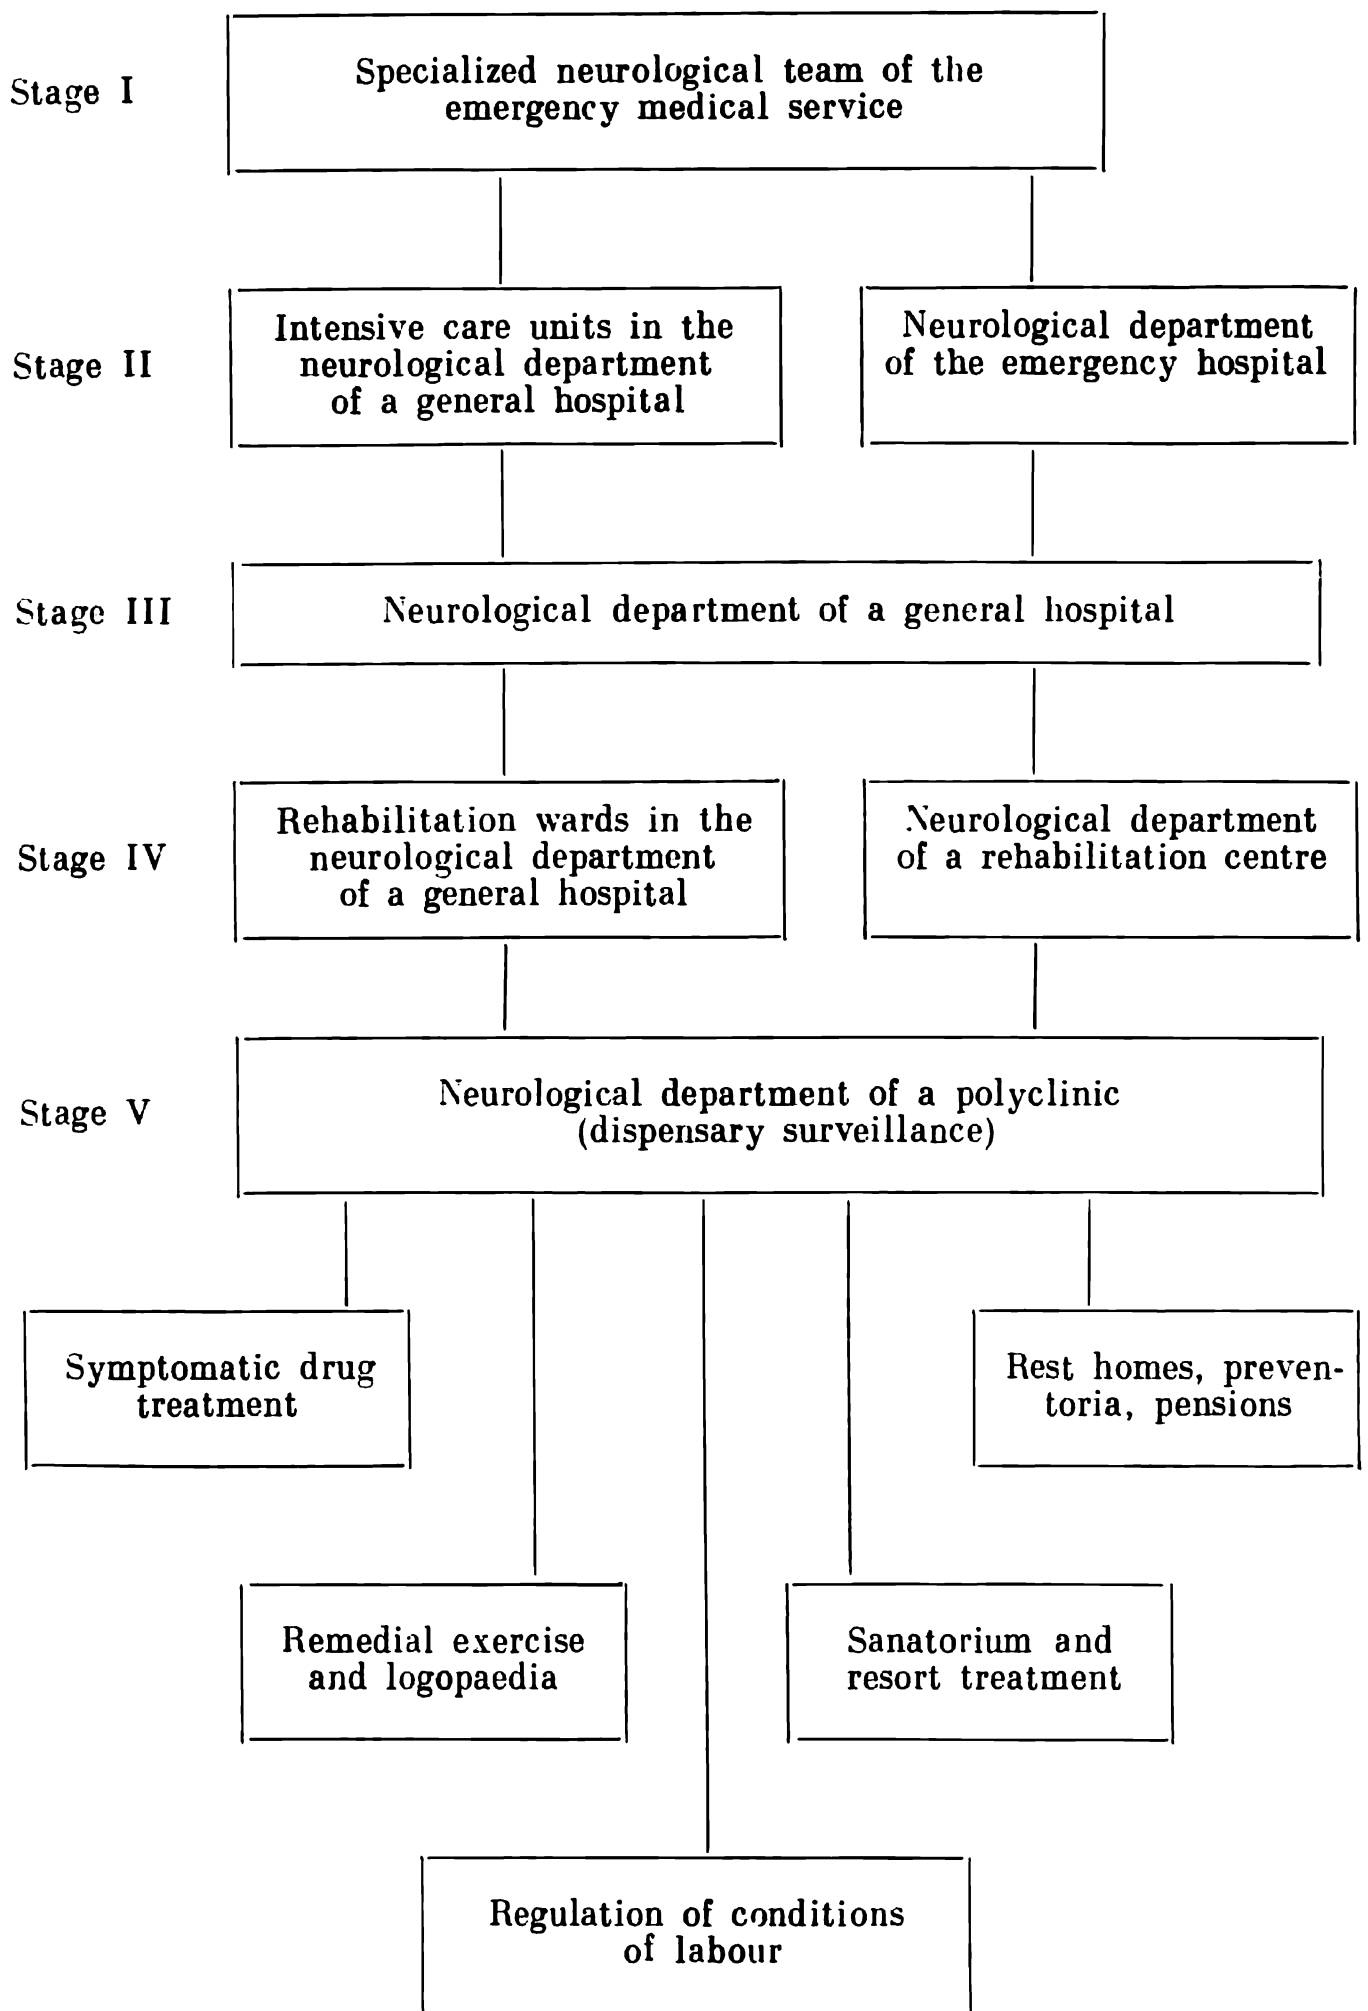 Stage I
Specialized neurological team of the
emergency medical service
Stage II
Intensive care units in the
neurological department
of a general hospital
Neurological department
of the emergency hospital
Stage III
Neurological department of a general hospital
Stage IV
Rehabilitation wards in the
neurological department
of a general hospital
Neurological department
of a rehabilitation centre
Stage V
Neurological department of a polyclinic
(dispensary surveillance)
Symptomatic drug
treatment
Rest homes, preven-
toria, pensions
Remedial exercise
and logopaedia
Sanatorium and
resort treatment
Regulation of conditions
of labour